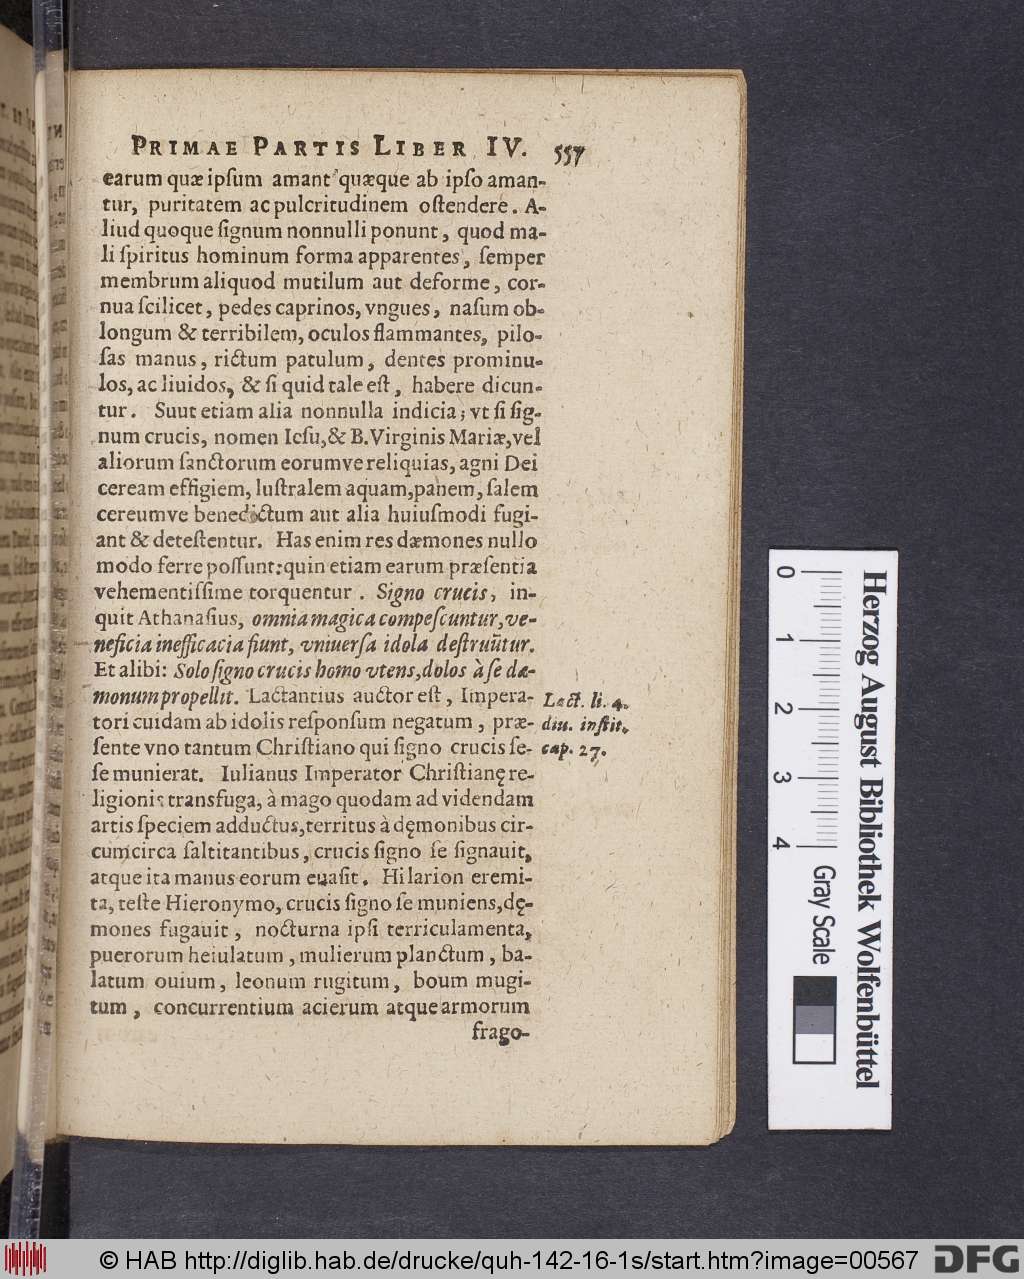 PRIMAE PARTIS LIBER IV. 557
earum quæ ipſum amant quæque ab ipſo aman-
tur, puritatem ac pulcritudinem oſtendere. A-
liud quoque ſignum nonnulli ponunt, quod ma-
li ſpiritus hominum forma apparentes, ſemper
membrum aliquod mutilum aut deforme, cor-
nua ſcilicet, pedes caprinos, vngues, naſum ob-
longum & terribilem, oculos flammantes, pilo-
ſas manus, rictum patulum, dentes prominu-
los, ac liuidos, & ſi quid tale eſt, habere dicun-
tur. Suut etiam alia nonnulla indicia; vt ſi ſig-
num crucis, nomen Ieſu, & B. Virginis Mariæ, vel
aliorum ſanctorum eorumve reliquias, agni Dei
ceream effigiem, luſtralem aquam, panem, ſalem
cereumve benedictum aut alia huiuſmodi fugi-
ant & deteſtentur. Has enim res dæmones nullo
modo ferre poſſunt: quin etiam earum præſentia
vehementiſſime torquentur. Signo crucis, in-
quit Athanaſius, omnia magica compeſcuntur, ve-
neficia inefficacia fiunt, vniuerſa idola deſtruūtur.
Et alibi: Solo ſigno crucis homo vtens, dolos à ſe dæ-
monum propellit. Lactantius auctor eſt, Impera-
tori cuidam ab idolis reſponſum negatum, præ-
ſente vno tantum Chriſtiano qui ſigno crucis ſe-
ſe munierat. Iulianus Imperator Chriſtianę re-
ligionis transfuga, à mago quodam ad videndam
artis ſpeciem adductus, territus à dęmonibus cir-
cumcirca ſaltitantibus, crucis ſigno ſe ſignauit,
atque ita manus eorum euaſit. Hilarion eremi-
ta, teſte Hieronymo, crucis ſigno ſe muniens, dę-
mones fugauit, nocturna ipſi terriculamenta,
puerorum heiulatum, mulierum planctum, ba-
latum ouium, leonum rugitum, boum mugi-
tum, concurrentium acierum atque armorum
frago-
Lact. li. 4.
diu. inſtit.
cap. 27.
0 1 2 3 4
Herzog August Bibliothek Wolfenbüttel
Gray Scale
© HAB http://diglib.hab.de/drucke/quh-142-16-1s/start.htm?image=00567
DFG